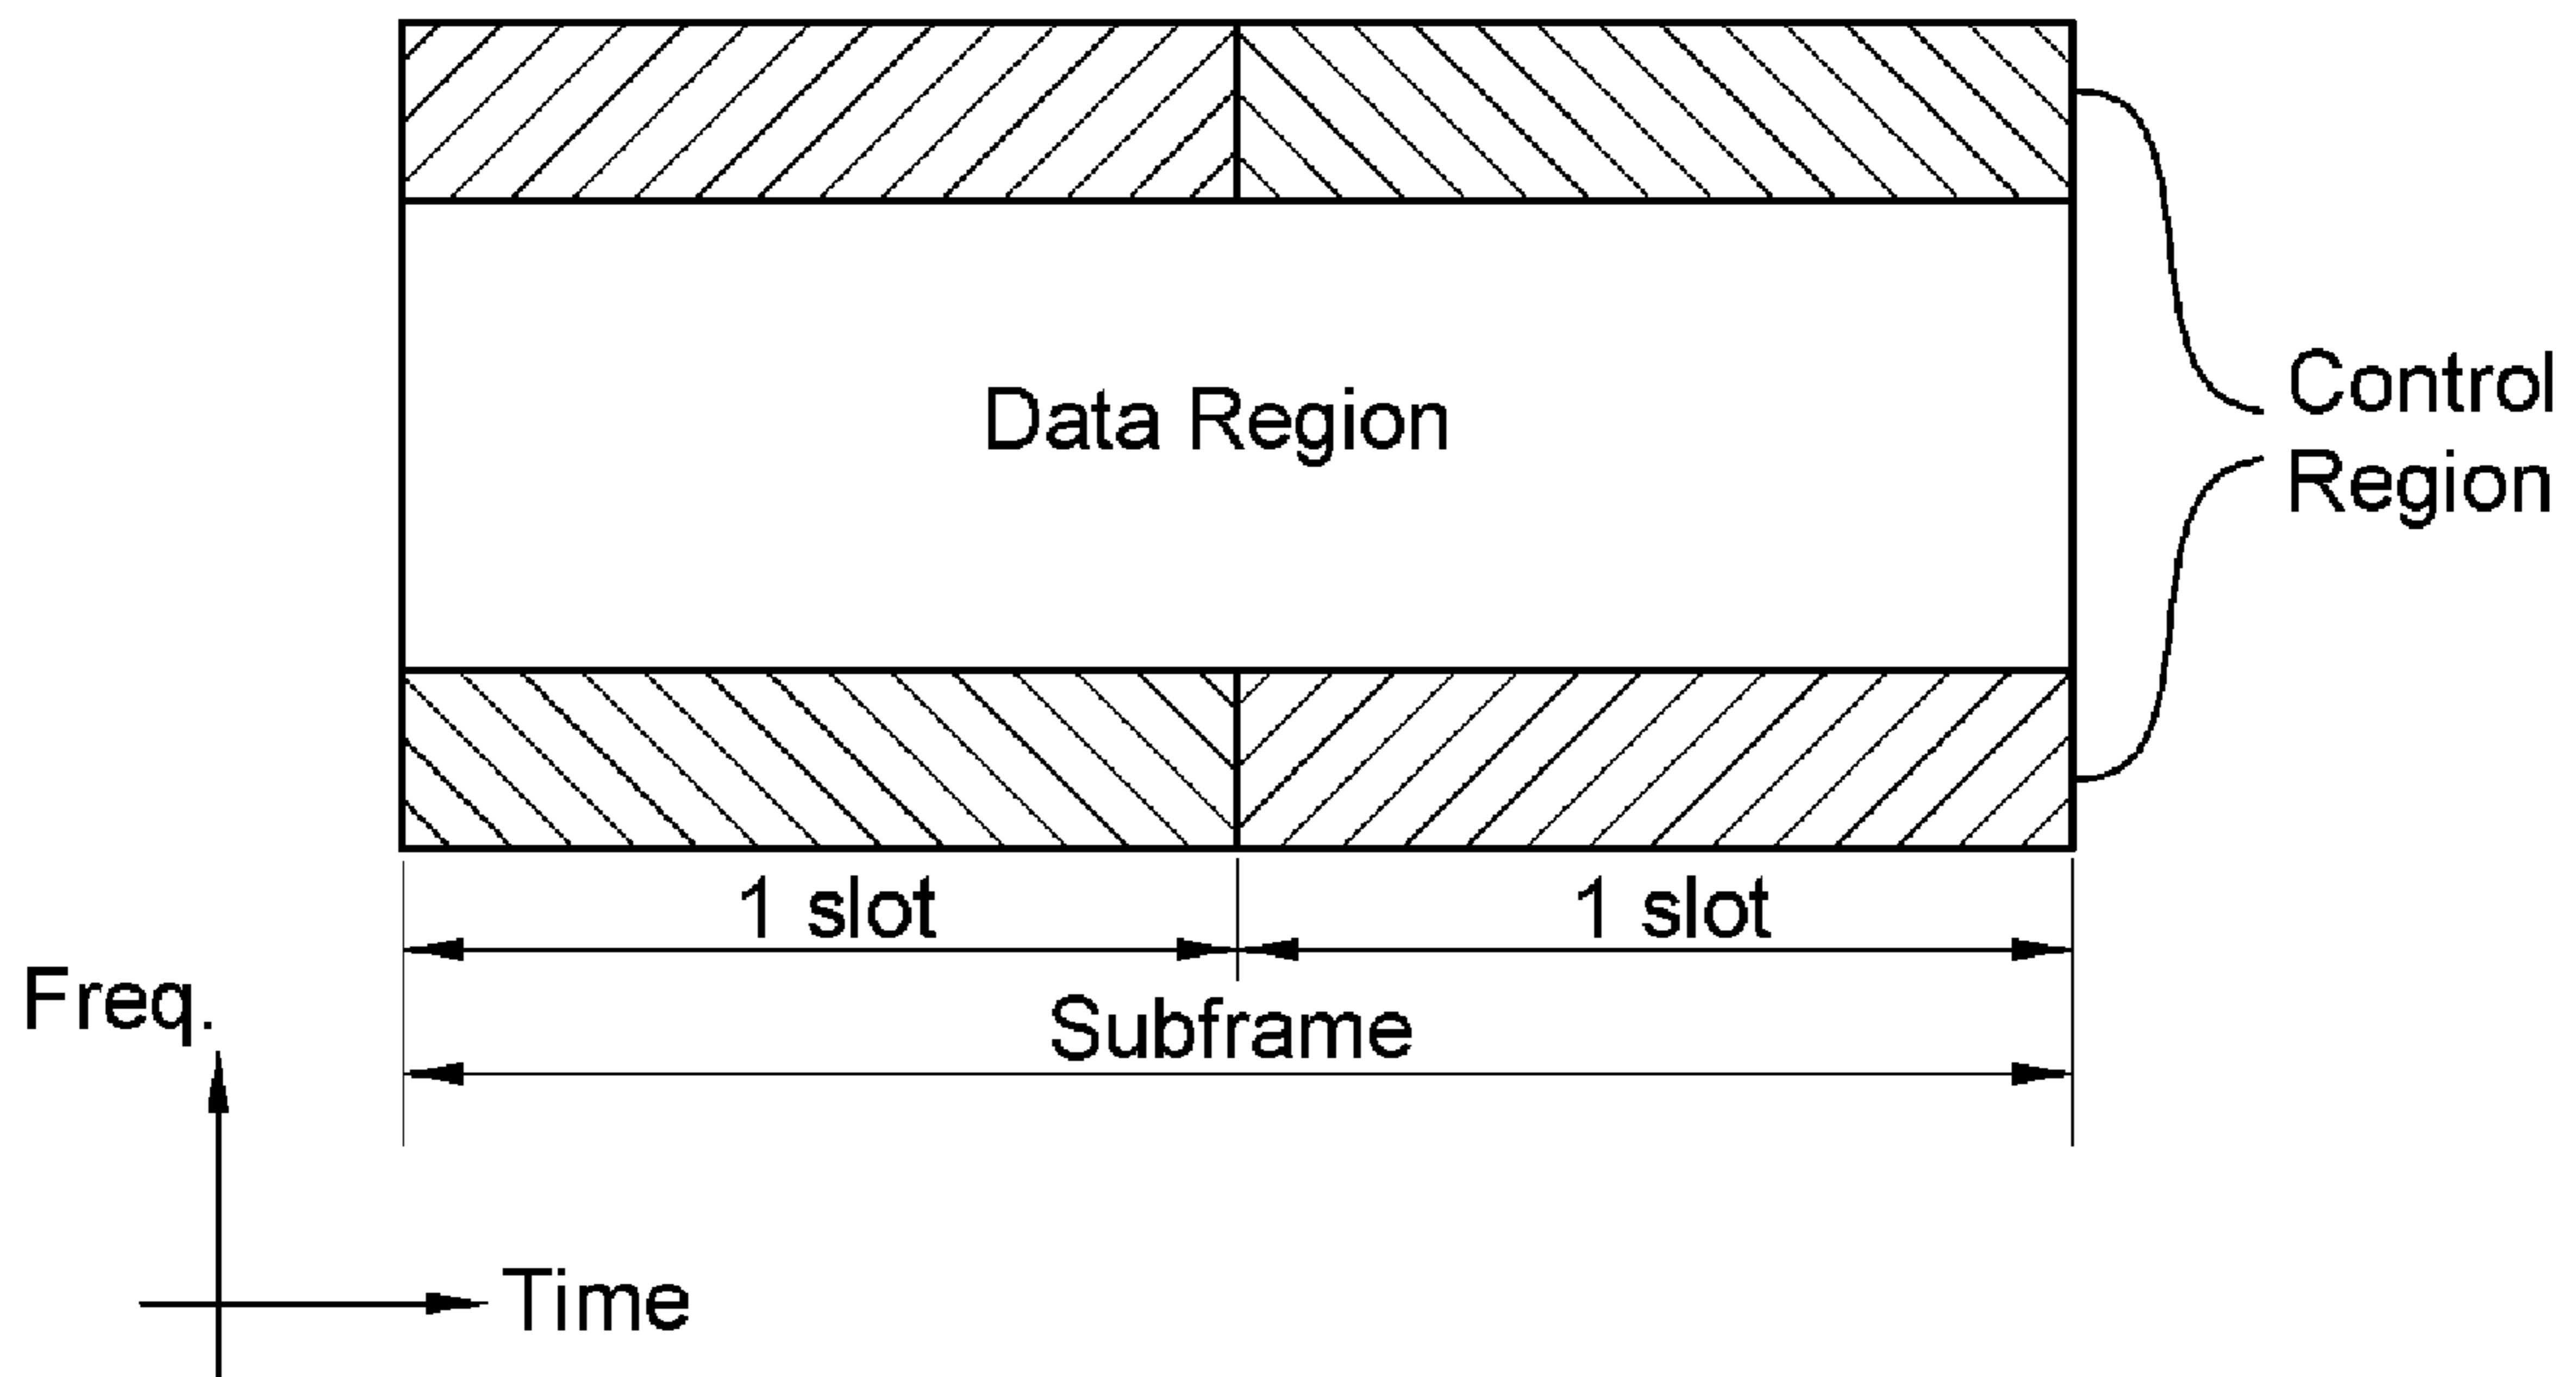 Data Region
Control
Region
1 slot
1 slot
Subframe
Freq.
Time